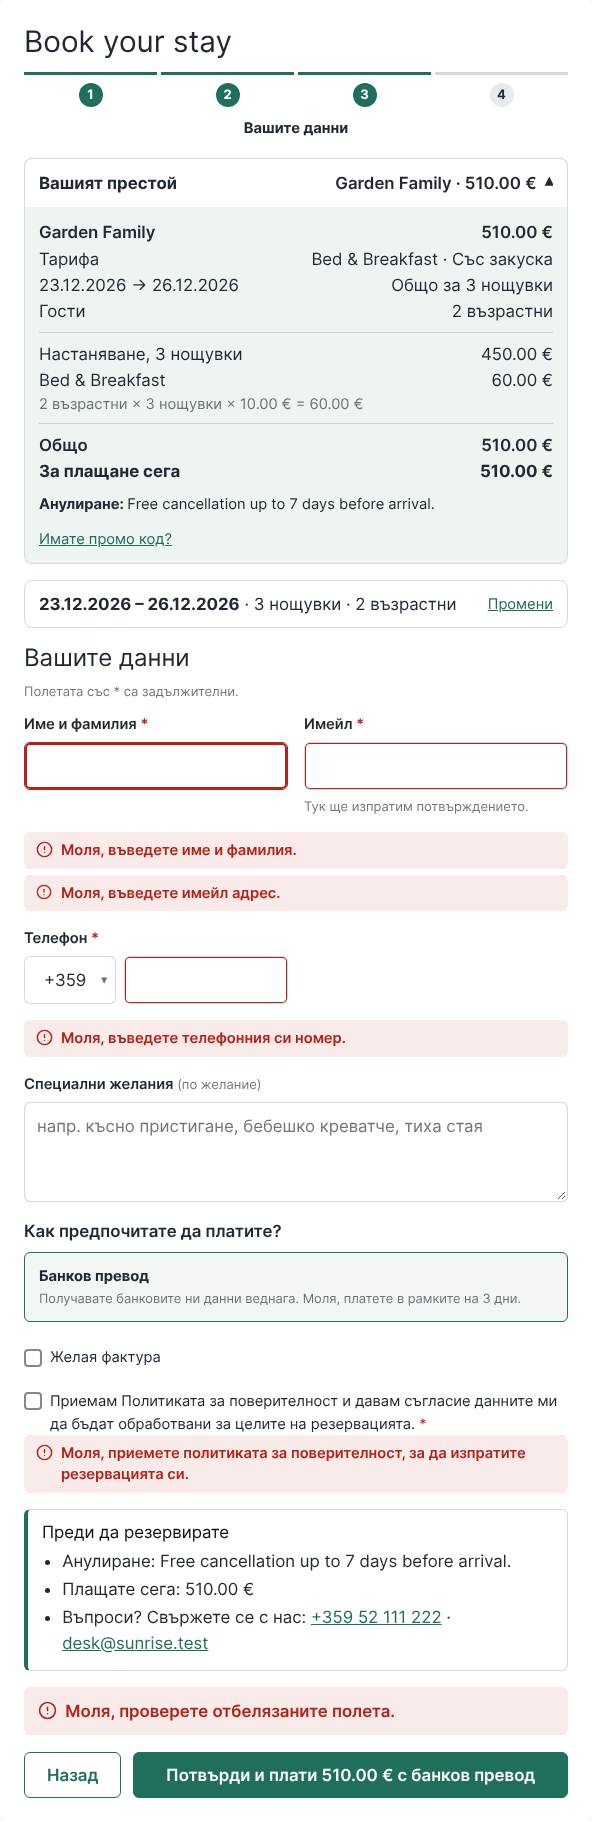 Book your stay
1 2 3 4
Вашите данни
Вашият престой Garden Family · 510.00 € ▲
Garden Family 510.00 €
Тарифа Bed & Breakfast · Със закуска
23.12.2026 → 26.12.2026 Общо за 3 нощувки
Гости 2 възрастни
Настаняване, 3 нощувки 450.00 €
Bed & Breakfast 60.00 €
2 възрастни × 3 нощувки × 10.00 € = 60.00 €
Общо 510.00 €
За плащане сега 510.00 €
Анулиране: Free cancellation up to 7 days before arrival.
Имате промо код?
23.12.2026 – 26.12.2026 · 3 нощувки · 2 възрастни Промени
Вашите данни
Полетата със * са задължителни.
Име и фамилия * Имейл *
Тук ще изпратим потвърждението.
Моля, въведете име и фамилия.
Моля, въведете имейл адрес.
Телефон *
+359 ▾
Моля, въведете телефонния си номер.
Специални желания (по желание)
напр. късно пристигане, бебешко креватче, тиха стая
Как предпочитате да платите?
Банков превод
Получавате банковите ни данни веднага. Моля, платете в рамките на 3 дни.
Желая фактура
Приемам Политиката за поверителност и давам съгласие данните ми
да бъдат обработвани за целите на резервацията. *
Моля, приемете политиката за поверителност, за да изпратите
резервацията си.
Преди да резервирате
• Анулиране: Free cancellation up to 7 days before arrival.
• Плащате сега: 510.00 €
• Въпроси? Свържете се с нас: +359 52 111 222 ·
desk@sunrise.test
Моля, проверете отбелязаните полета.
Назад Потвърди и плати 510.00 € с банков превод